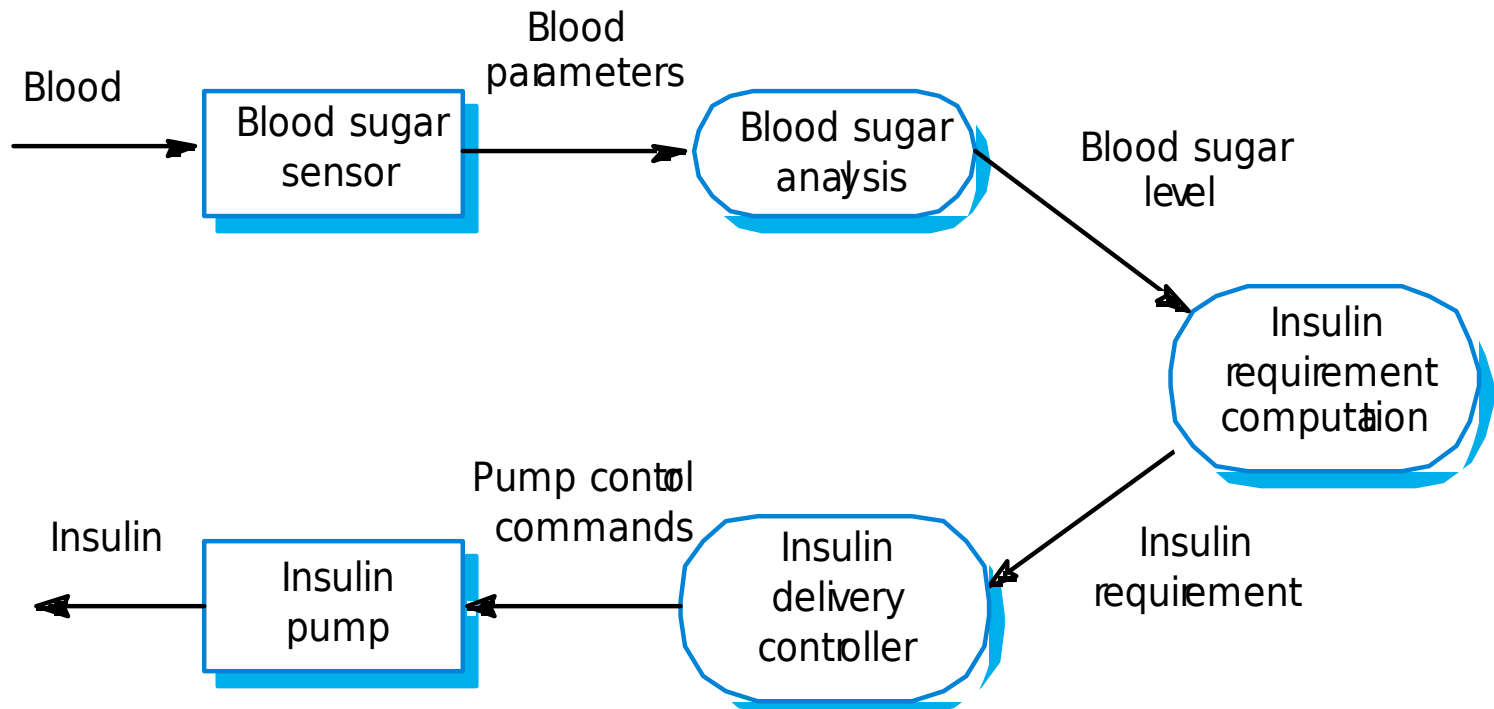 Blood
Blood sugar
sensor
Blood
parameters
Blood sugar
analysis
Blood sugar
level
Insulin
requirement
computation
Insulin
requirement
Insulin
delivery
controller
Pump control
commands
Insulin
pump
Insulin